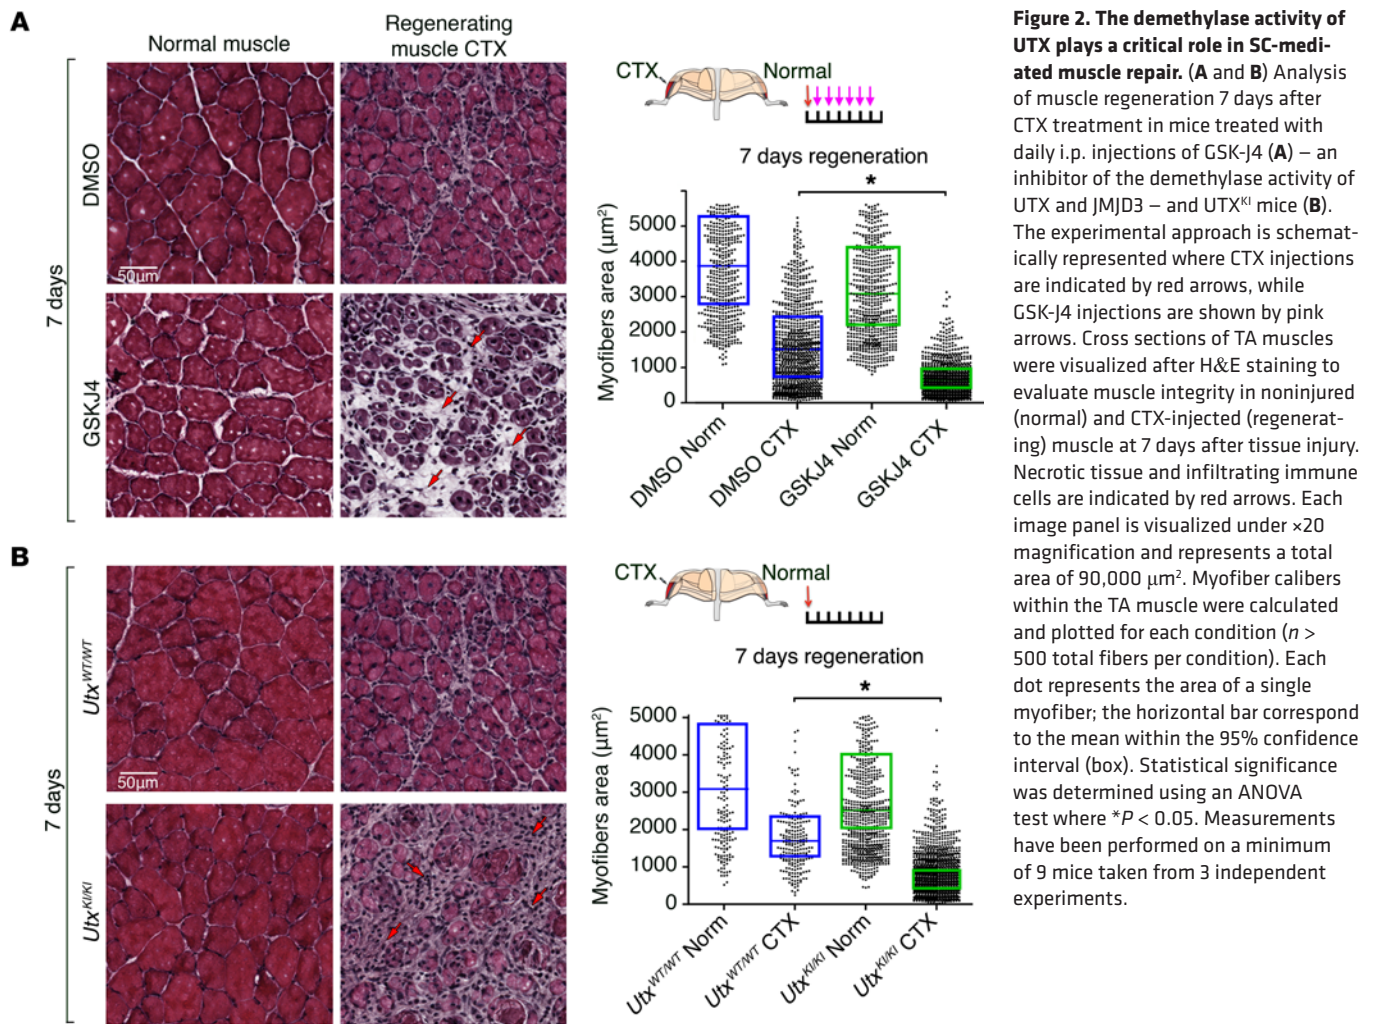 A
Normal muscle
Regenerating
muscle CTX
7 days
DMSO
50µm
GSKJ4
CTX
Normal
7 days regeneration
*
Myofibers area (µm²)
5000
4000
3000
2000
1000
0
DMSO Norm
DMSO CTX
GSKJ4 Norm
GSKJ4 CTX
B
7 days
Utx^WT/WT
50µm
Utx^KI/KI
CTX
Normal
7 days regeneration
*
Myofibers area (µm²)
5000
4000
3000
2000
1000
0
Utx^WT/WT Norm
Utx^WT/WT CTX
Utx^KI/KI Norm
Utx^KI/KI CTX
Figure 2. The demethylase activity of
UTX plays a critical role in SC-medi-
ated muscle repair. (A and B) Analysis
of muscle regeneration 7 days after
CTX treatment in mice treated with
daily i.p. injections of GSK-J4 (A) – an
inhibitor of the demethylase activity of
UTX and JMJD3 – and UTX^KI mice (B).
The experimental approach is schemat-
ically represented where CTX injections
are indicated by red arrows, while
GSK-J4 injections are shown by pink
arrows. Cross sections of TA muscles
were visualized after H&E staining to
evaluate muscle integrity in noninjured
(normal) and CTX-injected (regenerat-
ing) muscle at 7 days after tissue injury.
Necrotic tissue and infiltrating immune
cells are indicated by red arrows. Each
image panel is visualized under ×20
magnification and represents a total
area of 90,000 µm². Myofiber calibers
within the TA muscle were calculated
and plotted for each condition (n >
500 total fibers per condition). Each
dot represents the area of a single
myofiber; the horizontal bar correspond
to the mean within the 95% confidence
interval (box). Statistical significance
was determined using an ANOVA
test where *P < 0.05. Measurements
have been performed on a minimum
of 9 mice taken from 3 independent
experiments.